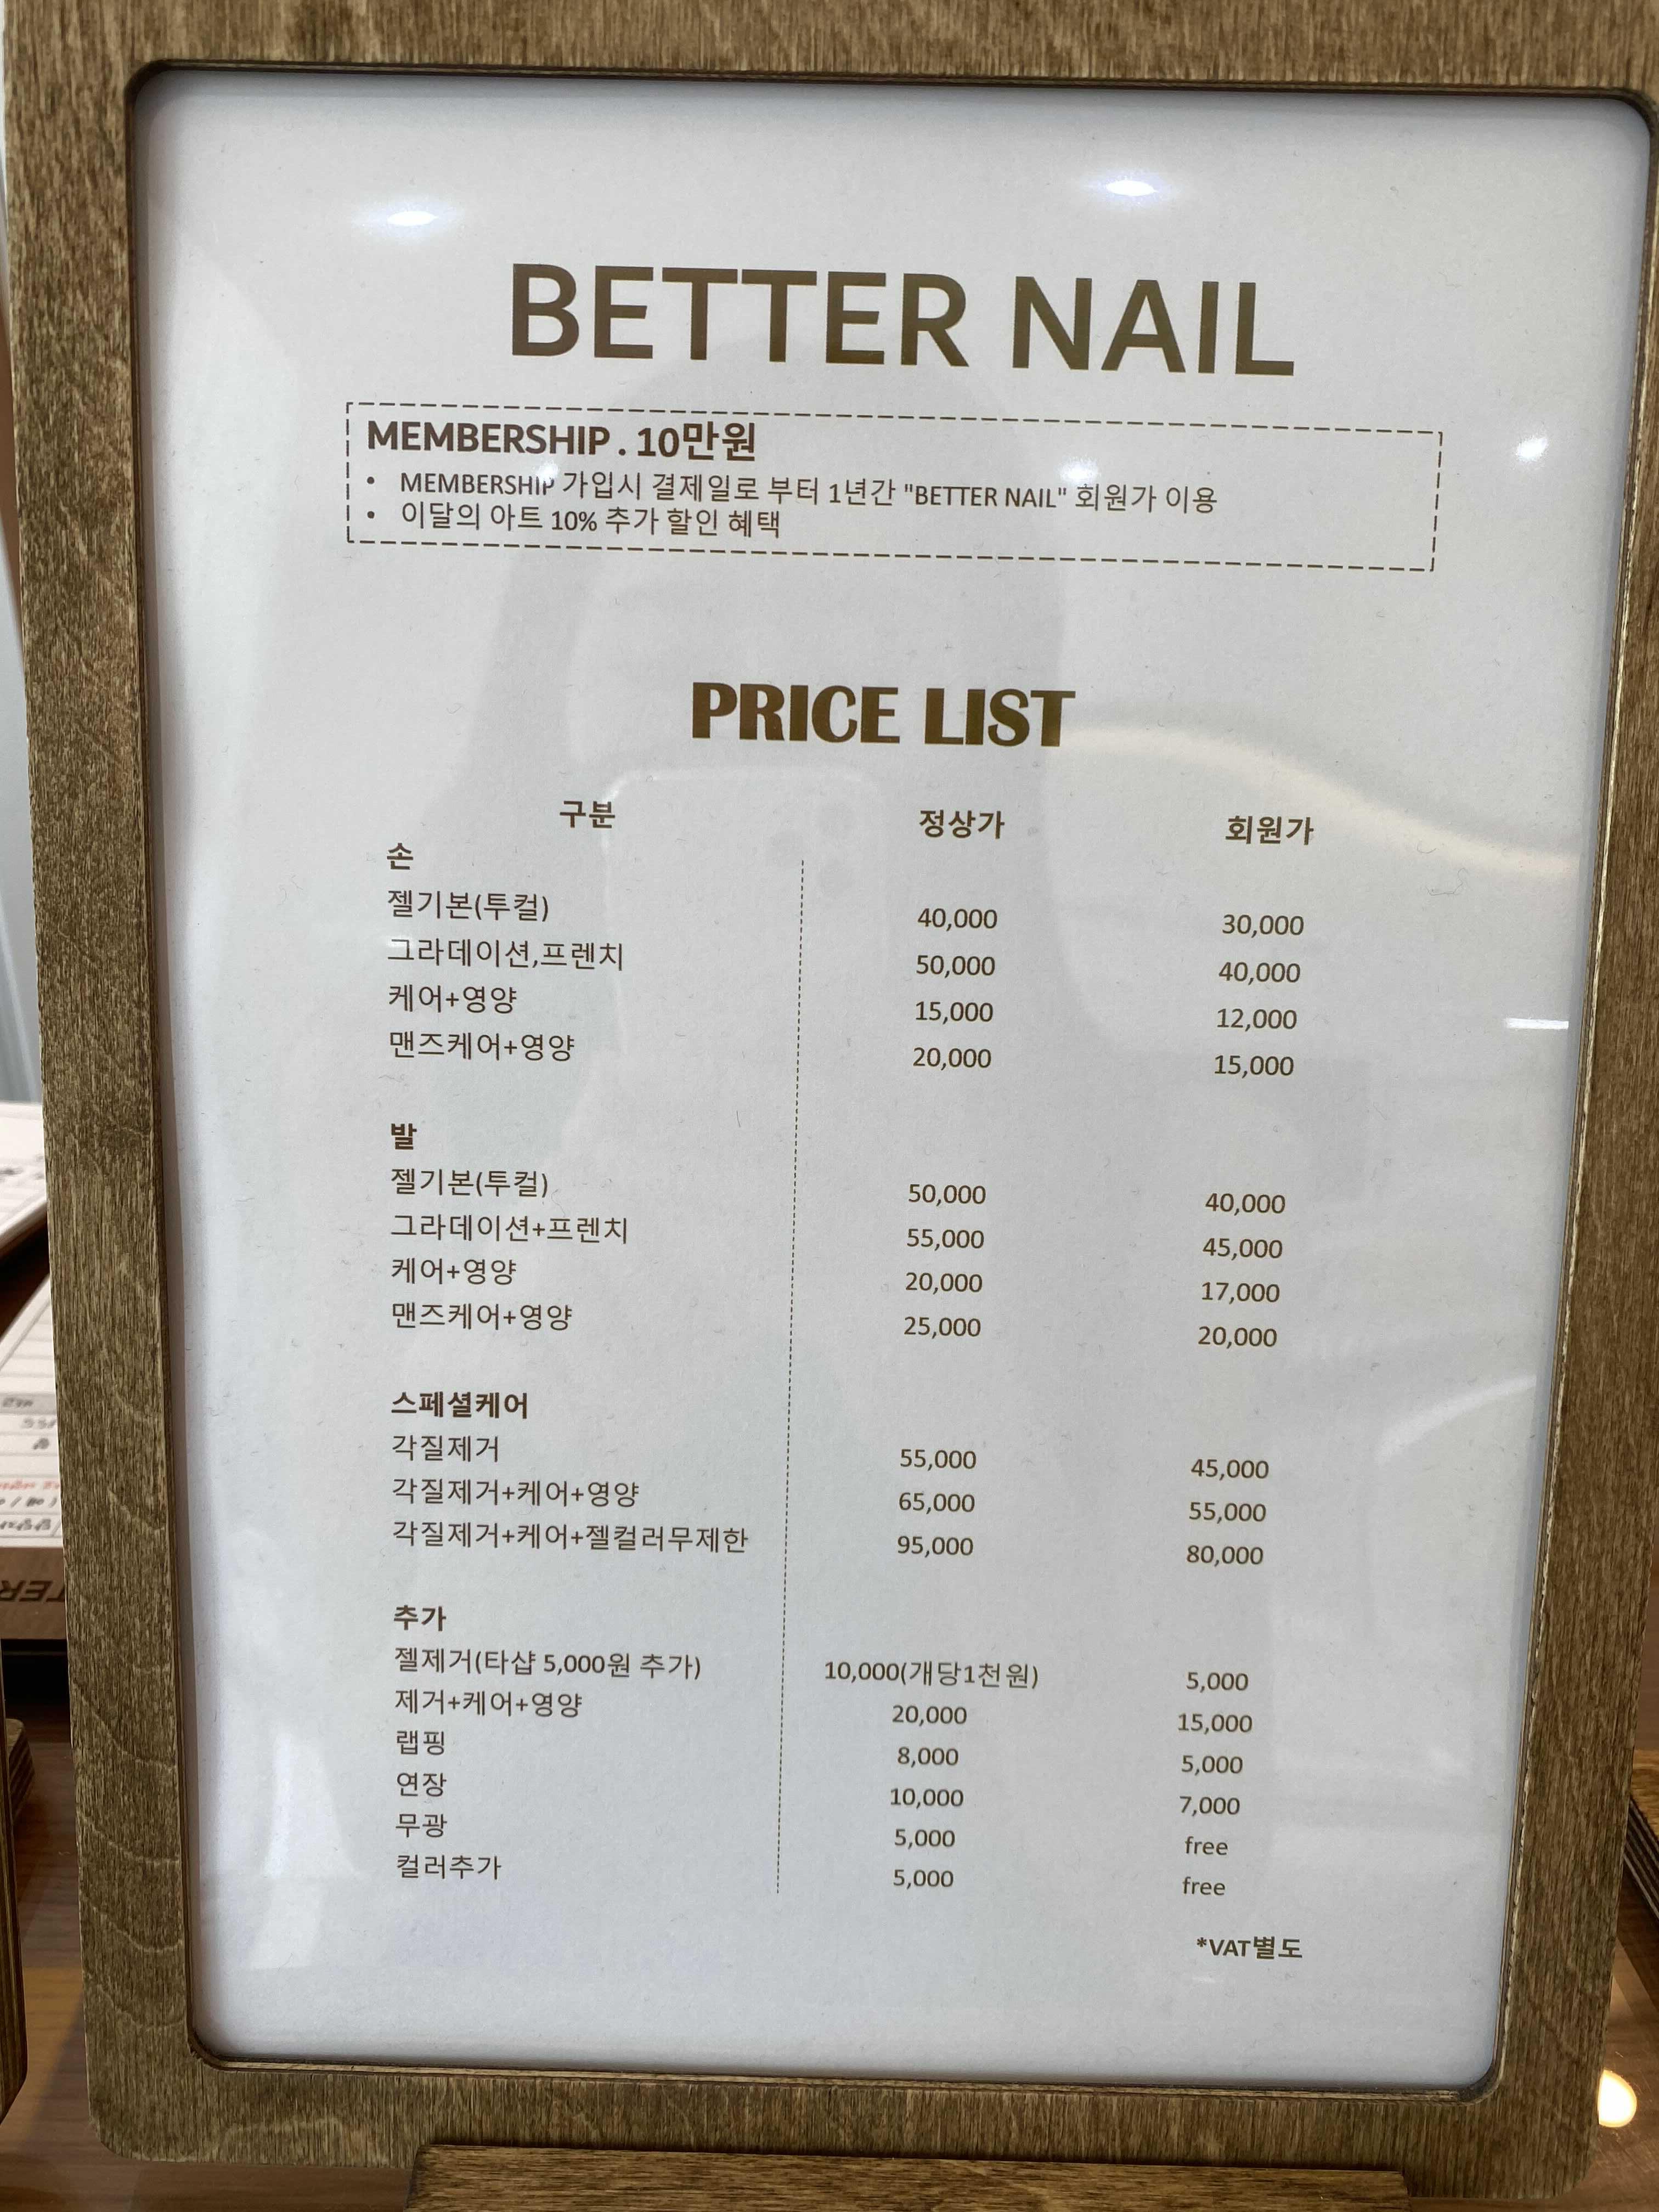 BETTER NAIL
MEMBERSHIP . 10만원
• MEMBERSHIP 가입시 결제일로 부터 1년간 "BETTER NAIL" 회원가 이용
• 이달의 아트 10% 추가 할인 혜택
PRICE LIST
구분 정상가 회원가
손
젤기본(투컬) 40,000 30,000
그라데이션,프렌치 50,000 40,000
케어+영양 15,000 12,000
맨즈케어+영양 20,000 15,000
발
젤기본(투컬) 50,000 40,000
그라데이션+프렌치 55,000 45,000
케어+영양 20,000 17,000
맨즈케어+영양 25,000 20,000
스페셜케어
각질제거 55,000 45,000
각질제거+케어+영양 65,000 55,000
각질제거+케어+젤컬러무제한 95,000 80,000
추가
젤제거(타샵 5,000원 추가) 10,000(개당1천원) 5,000
제거+케어+영양 20,000 15,000
랩핑 8,000 5,000
연장 10,000 7,000
무광 5,000 free
컬러추가 5,000 free
*VAT별도